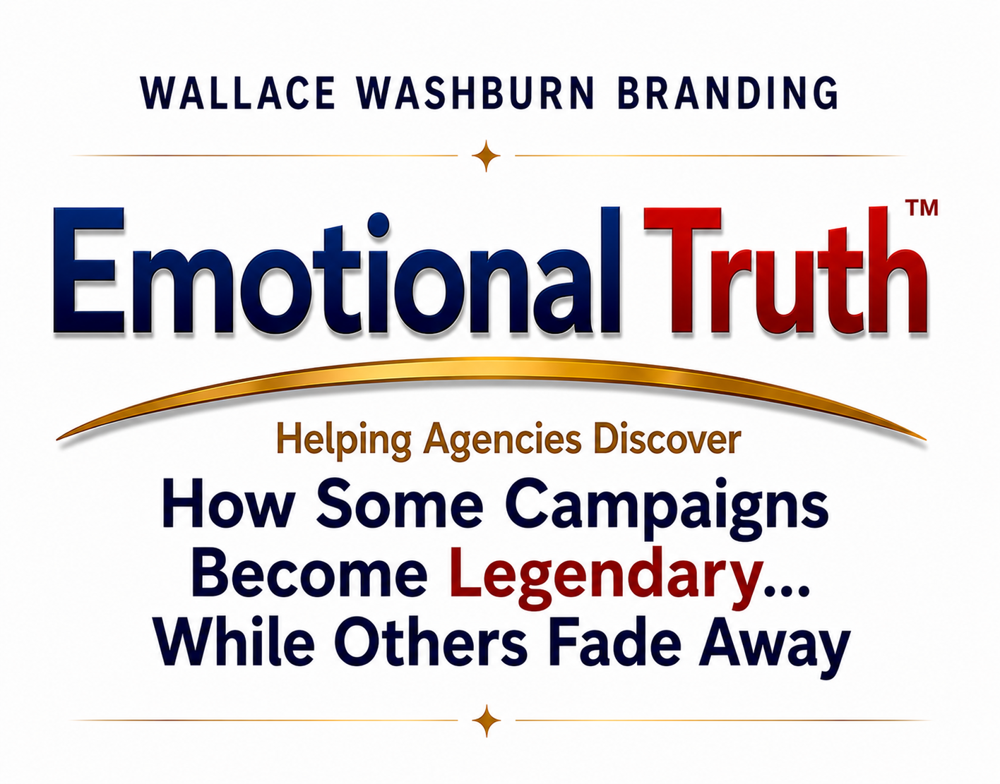 WALLACE WASHBURN BRANDING
Emotional Truth™
Helping Agencies Discover
How Some Campaigns
Become Legendary...
While Others Fade Away